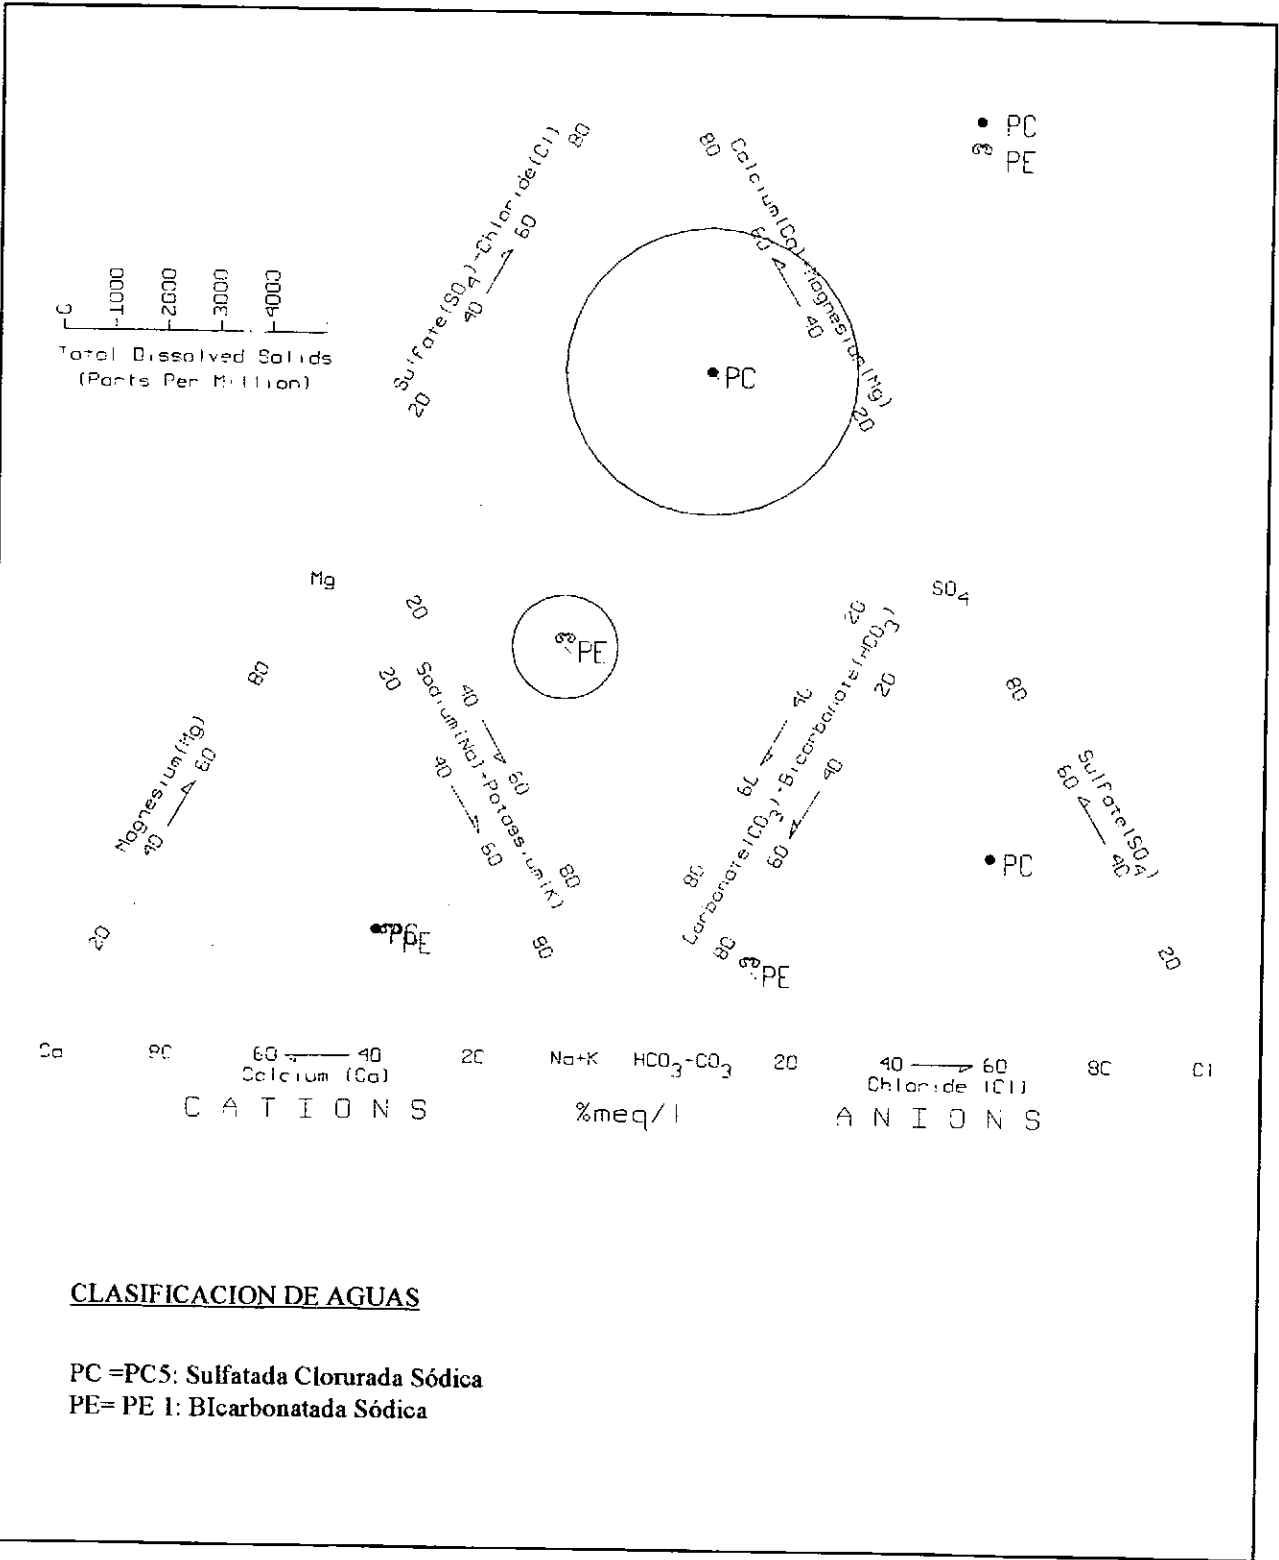 PC
PE
80
Sulfate(SO4)-Chloride(Cl)
60
40
20
80
Calcium(Ca)-Magnesium(Mg)
60
40
20
0
1000
2000
3000
4000
Total Dissolved Solids
(Parts Per Million)
PC
Mg
20
80
20
Sodium(Na)-Potassium(K)
40
60
40
60
80
80
Magnesium(Mg)
60
40
20
PE
SO4
20
20
Carbonate(CO3)-Bicarbonate(HCO3)
40
60
40
60
80
80
80
Sulfate(SO4)
60
40
20
PC
PE
PC
PE
Ca
80
60
40
20
Na+K
HCO3-CO3
20
40
60
80
Cl
Calcium (Ca)
Chloride (Cl)
CATIONS
%meq/l
ANIONS
CLASIFICACION DE AGUAS
PC =PC5: Sulfatada Clorurada Sódica
PE= PE 1: BIcarbonatada Sódica